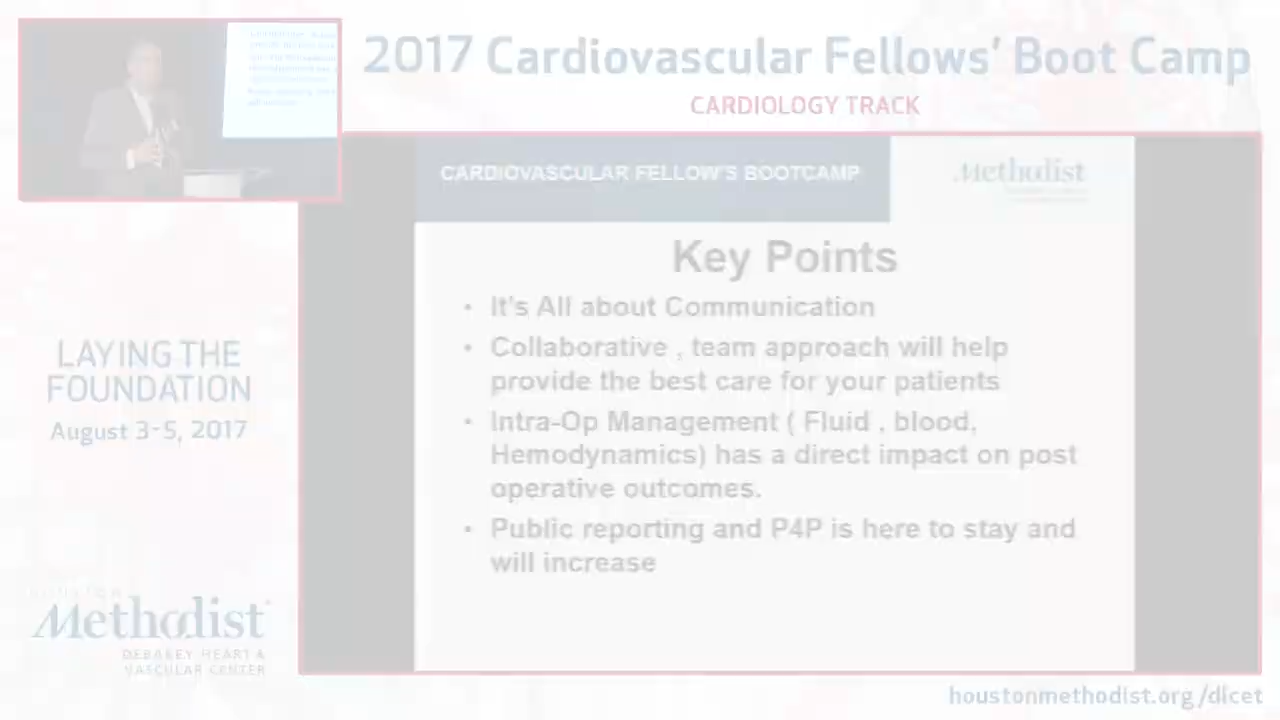 2017 Cardiovascular Fellows’ Boot Camp
CARDIOLOGY TRACK
CARDIOVASCULAR FELLOW'S BOOTCAMP
Methodist
Key Points
• It's All about Communication
• Collaborative , team approach will help
provide the best care for your patients
• Intra-Op Management ( Fluid , blood,
Hemodynamics) has a direct impact on post
operative outcomes.
• Public reporting and P4P is here to stay and
will increase
LAYING THE
FOUNDATION
August 3-5, 2017
HOUSTON
Methodist
DEBAKEY HEART &
VASCULAR CENTER
houstonmethodist.org/dicet